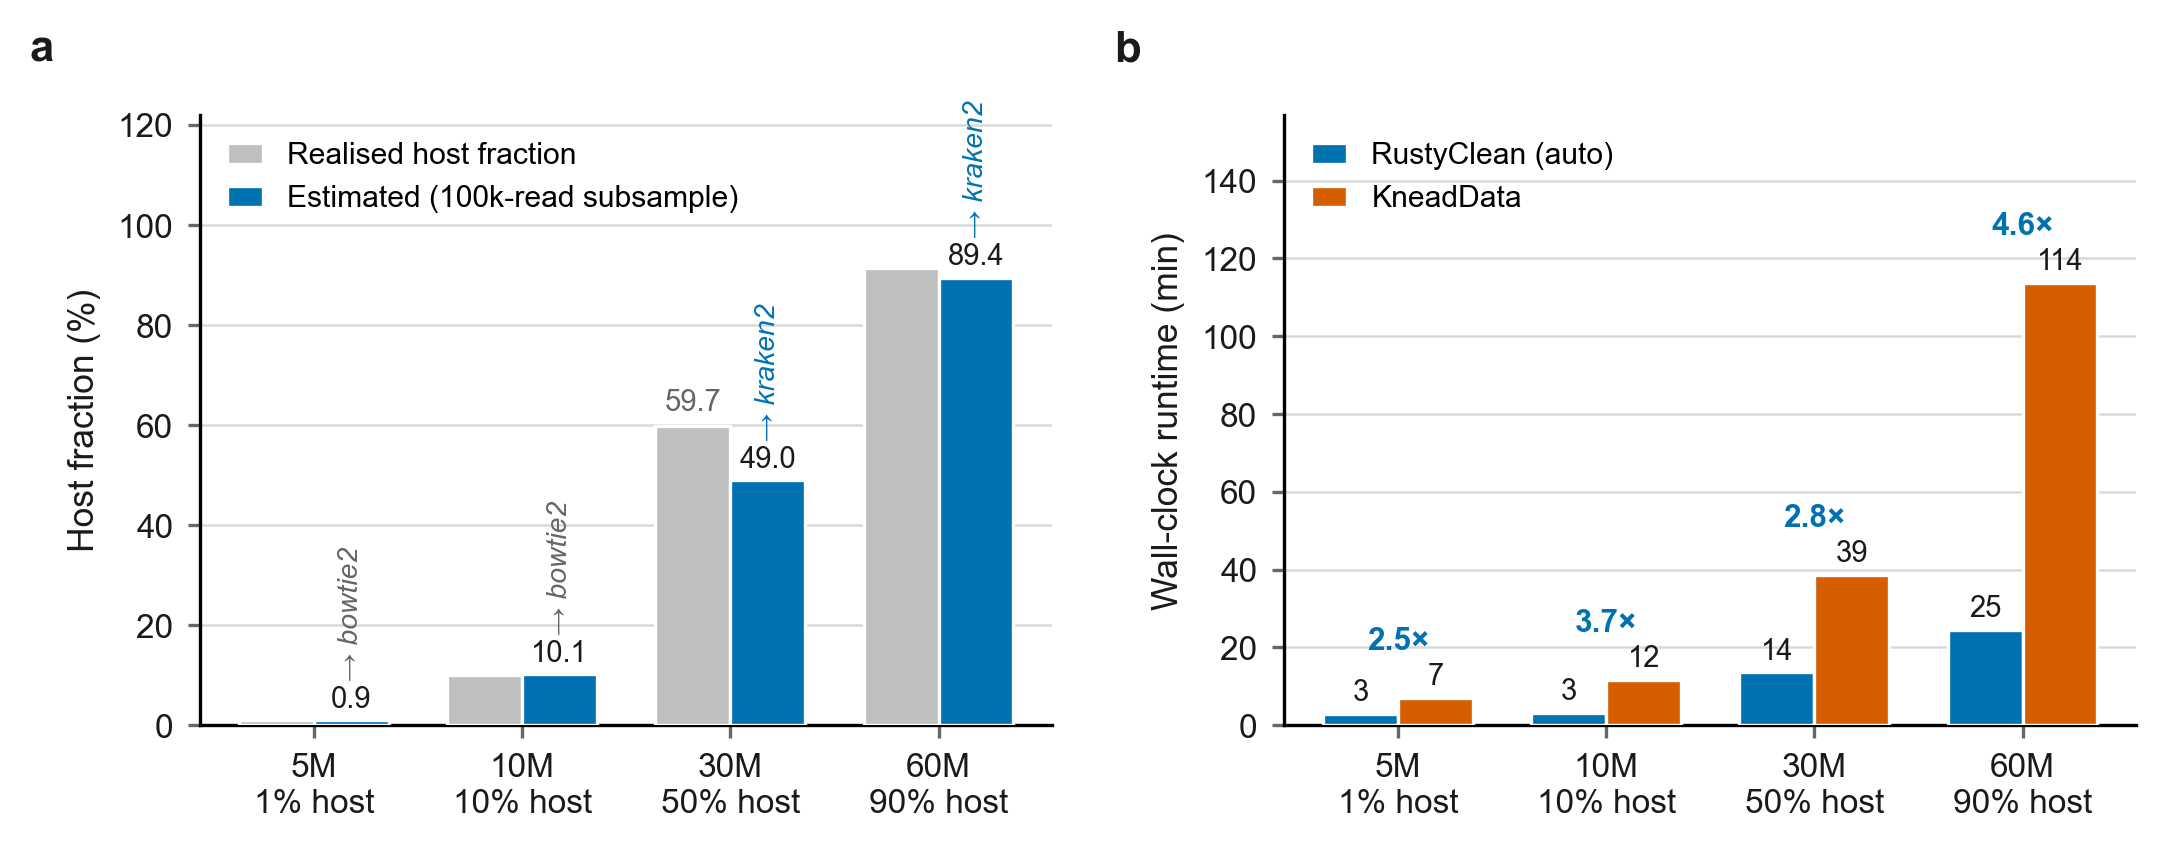 a
120
100
80
60
40
20
0
Host fraction (%)
Realised host fraction
Estimated (100k-read subsample)
0.9
→ bowtie2
10.1
→ bowtie2
59.7
49.0
→ kraken2
89.4
→ kraken2
5M
1% host
10M
10% host
30M
50% host
60M
90% host
b
140
120
100
80
60
40
20
0
Wall-clock runtime (min)
RustyClean (auto)
KneadData
2.5×
3
7
3.7×
3
12
2.8×
14
39
4.6×
25
114
5M
1% host
10M
10% host
30M
50% host
60M
90% host